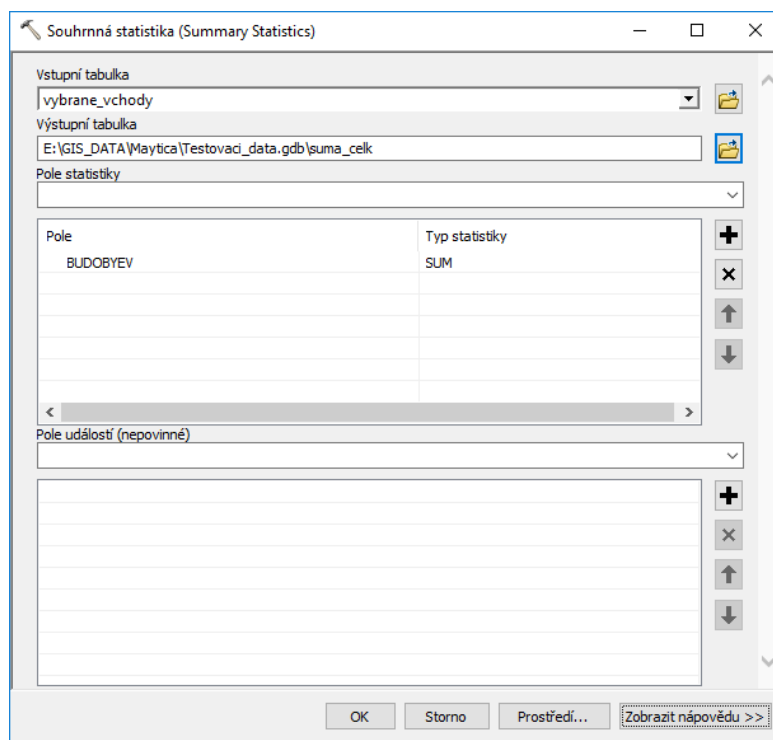 Souhrnná statistika (Summary Statistics)
Vstupní tabulka
vybrane_vchody
Výstupní tabulka
E:\GIS_DATA\Maytica\Testovaci_data.gdb\suma_celk
Pole statistiky
Pole Typ statistiky
BUDOBYEV SUM
Pole událostí (nepovinné)
OK Storno Prostředí... Zobrazit nápovědu >>